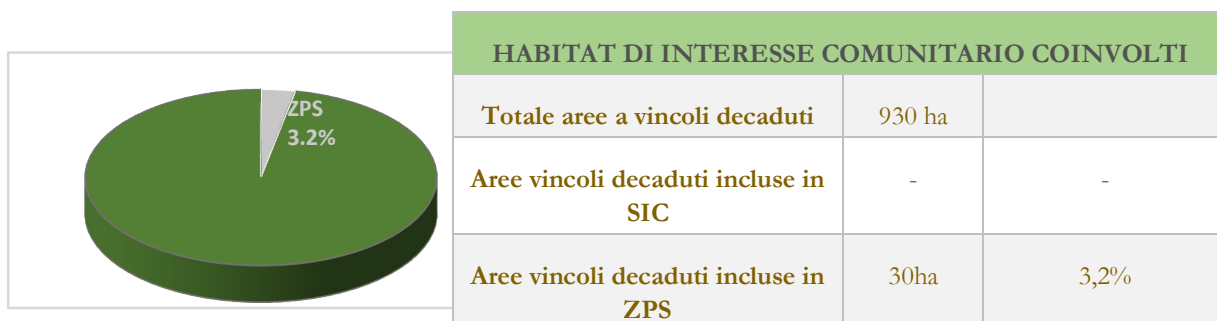 ZPS
3.2%
HABITAT DI INTERESSE COMUNITARIO COINVOLTI
Totale aree a vincoli decaduti 930 ha
Aree vincoli decaduti incluse in
SIC
- -
Aree vincoli decaduti incluse in
ZPS
30ha 3,2%